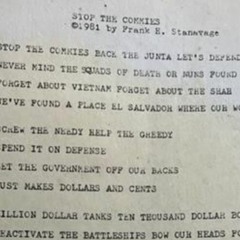 STOP THE COMMIES
©1981 by Frank E. Stanavage
STOP THE COMMIES BACK THE JUNTA LET'S DEFEND
NEVER MIND THE SQUADS OF DEATH OR NUNS FOUND
FORGET ABOUT VIETNAM FORGET ABOUT THE SHAH
WE'VE FOUND A PLACE EL SALVADOR WHERE OUR
SCREW THE NEEDY HELP THE GREEDY
SPEND IT ON DEFENSE
GET THE GOVERNMENT OFF OUR BACKS
JUST MAKES DOLLARS AND CENTS
MILLION DOLLAR TANKS TEN THOUSAND DOLLAR
REACTIVATE THE BATTLESHIPS BOW OUR HEADS